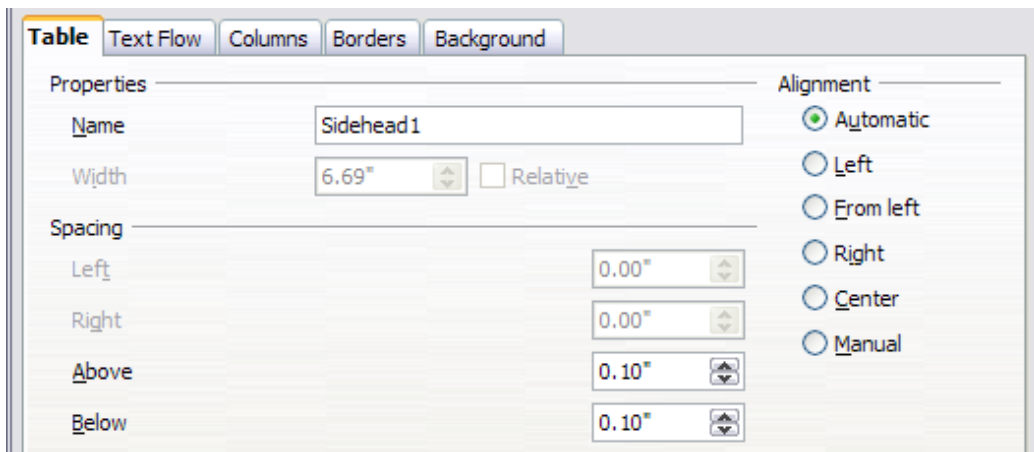 Table Text Flow Columns Borders Background
Properties
Name Sidehead1
Width 6.69" Relative
Spacing
Left 0.00"
Right 0.00"
Above 0.10"
Below 0.10"
Alignment
Automatic
Left
From left
Right
Center
Manual